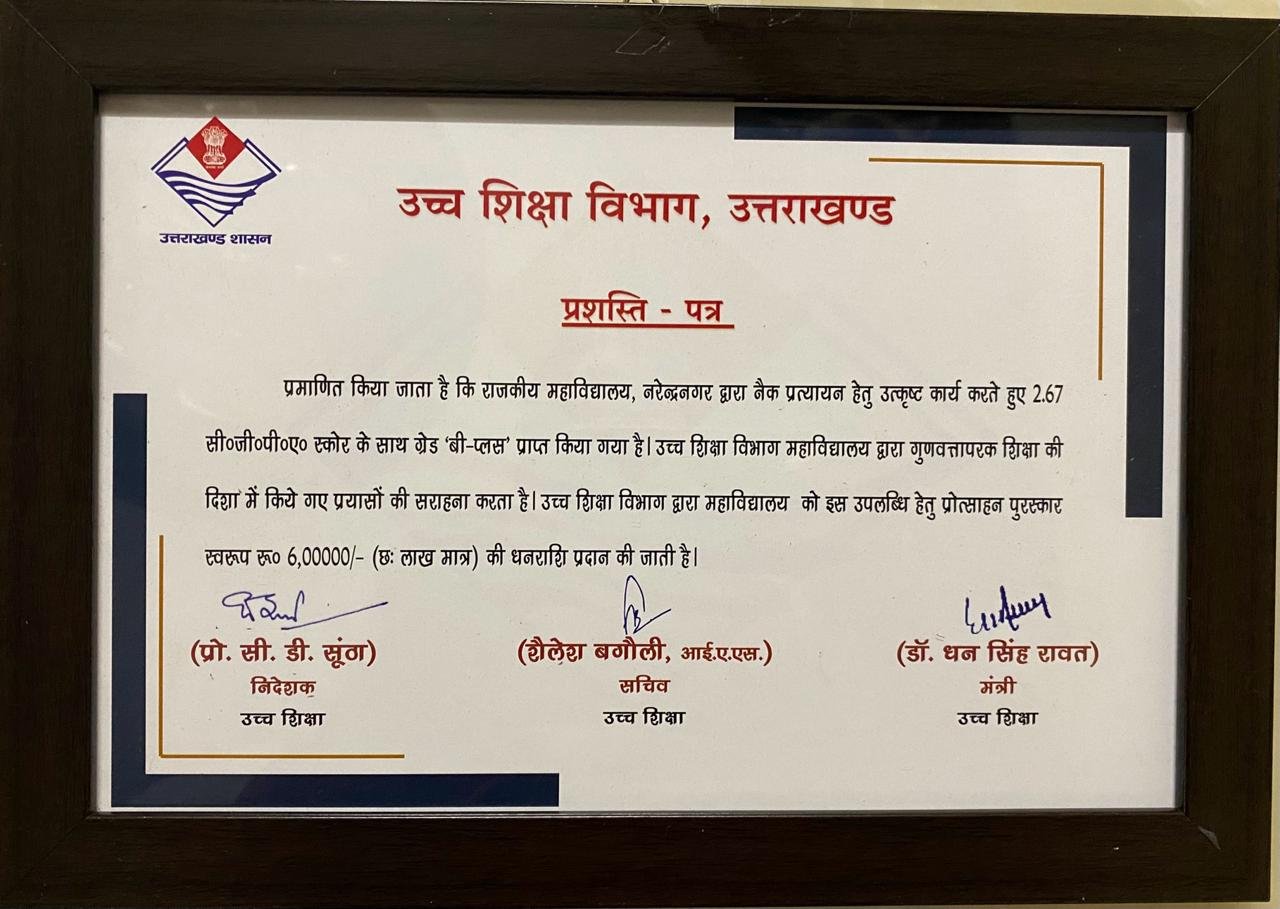 उत्तराखण्ड शासन
उच्च शिक्षा विभाग, उत्तराखण्ड
प्रशस्ति - पत्र
प्रमाणित किया जाता है कि राजकीय महाविद्यालय, नरेन्द्रनगर द्वारा नैक प्रत्यायन हेतु उत्कृष्ट कार्य करते हुए 2.67
सी०जी०पी०ए० स्कोर के साथ ग्रेड ‘बी-प्लस’ प्राप्त किया गया है। उच्च शिक्षा विभाग महाविद्यालय द्वारा गुणवत्तापरक शिक्षा की
दिशा में किये गए प्रयासों की सराहना करता है। उच्च शिक्षा विभाग द्वारा महाविद्यालय को इस उपलब्धि हेतु प्रोत्साहन पुरस्कार
स्वरूप रू० 6,00000/- (छः लाख मात्र) की धनराशि प्रदान की जाती है।
(प्रो. सी. डी. सूंठा) (शैलेश बगौली, आई.ए.एस.) (डॉ. धन सिंह रावत)
निदेशक सचिव मंत्री
उच्च शिक्षा उच्च शिक्षा उच्च शिक्षा